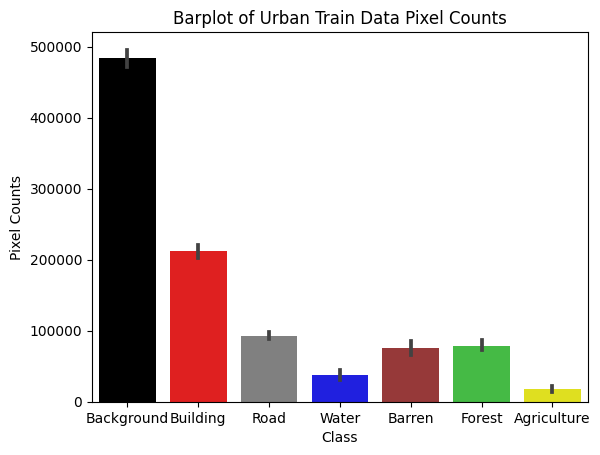 Barplot of Urban Train Data Pixel Counts
500000
400000
300000
200000
100000
0
Pixel Counts
Background Building Road Water Barren Forest Agriculture
Class